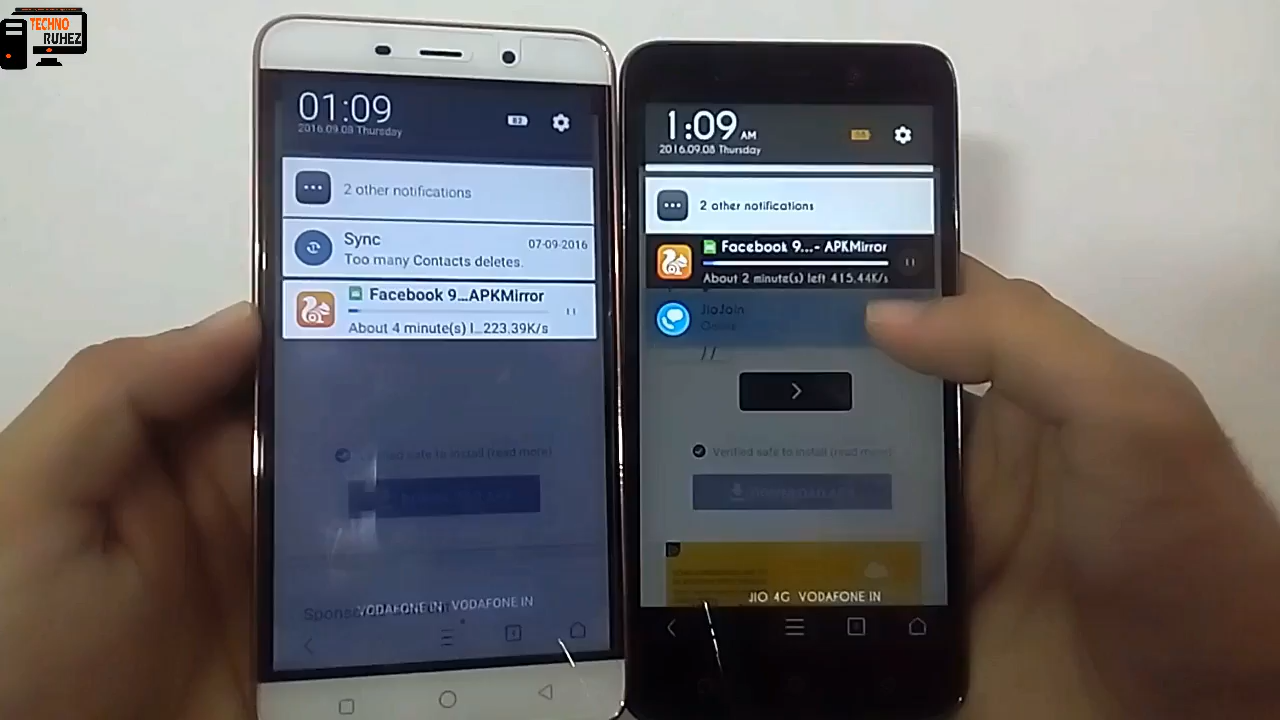 TECHNO
RUHEZ
01:09
2016.09.08 Thursday
82
2 other notifications
Sync
07-09-2016
Too many Contacts deletes.
Facebook 9...APKMirror
About 4 minute(s) l...223.39K/s
Verified safe to install (read more)
VODAFONE IN VODAFONE IN
1:09 AM
2016.09.08 Thursday
2 other notifications
Facebook 9...- APKMirror
About 2 minute(s) left 415.44K/s
JioJoin
Verified safe to install (read more)
DOWNLOAD APK
JIO 4G VODAFONE IN